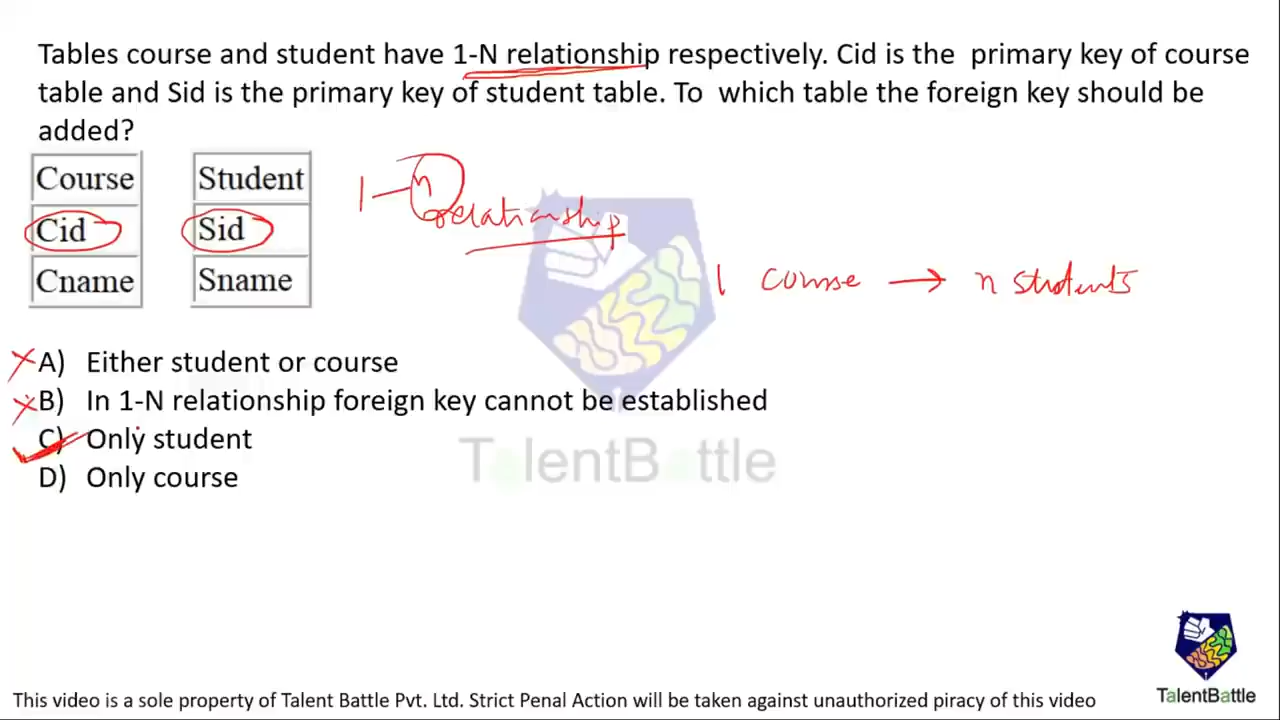 Tables course and student have 1-N relationship respectively. Cid is the primary key of course
table and Sid is the primary key of student table. To which table the foreign key should be
added?
Course Student
Cid Sid
Cname Sname
1-n
relationship
1 course → n students
A) Either student or course
B) In 1-N relationship foreign key cannot be established
C) Only student
D) Only course
TalentBattle
TalentBattle
This video is a sole property of Talent Battle Pvt. Ltd. Strict Penal Action will be taken against unauthorized piracy of this video